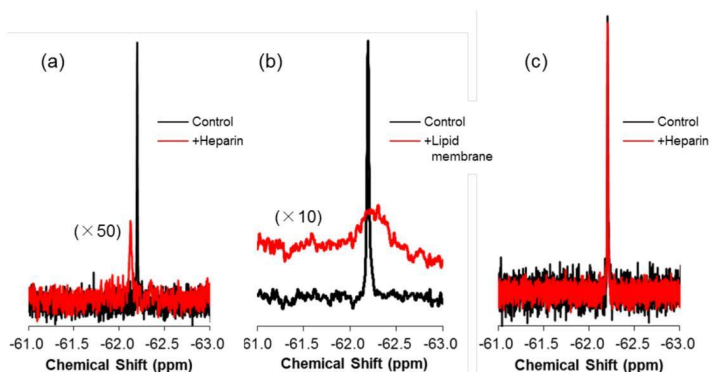 (a)
Control
+Heparin
(×50)
-61.0 -61.5 -62.0 -62.5 -63.0
Chemical Shift (ppm)
(b)
Control
+Lipid
membrane
(×10)
61.0 -61.5 -62.0 -62.5 -63.0
Chemical Shift (ppm)
(c)
Control
+Heparin
-61.0 -61.5 -62.0 -62.5 -63.0
Chemical Shift (ppm)